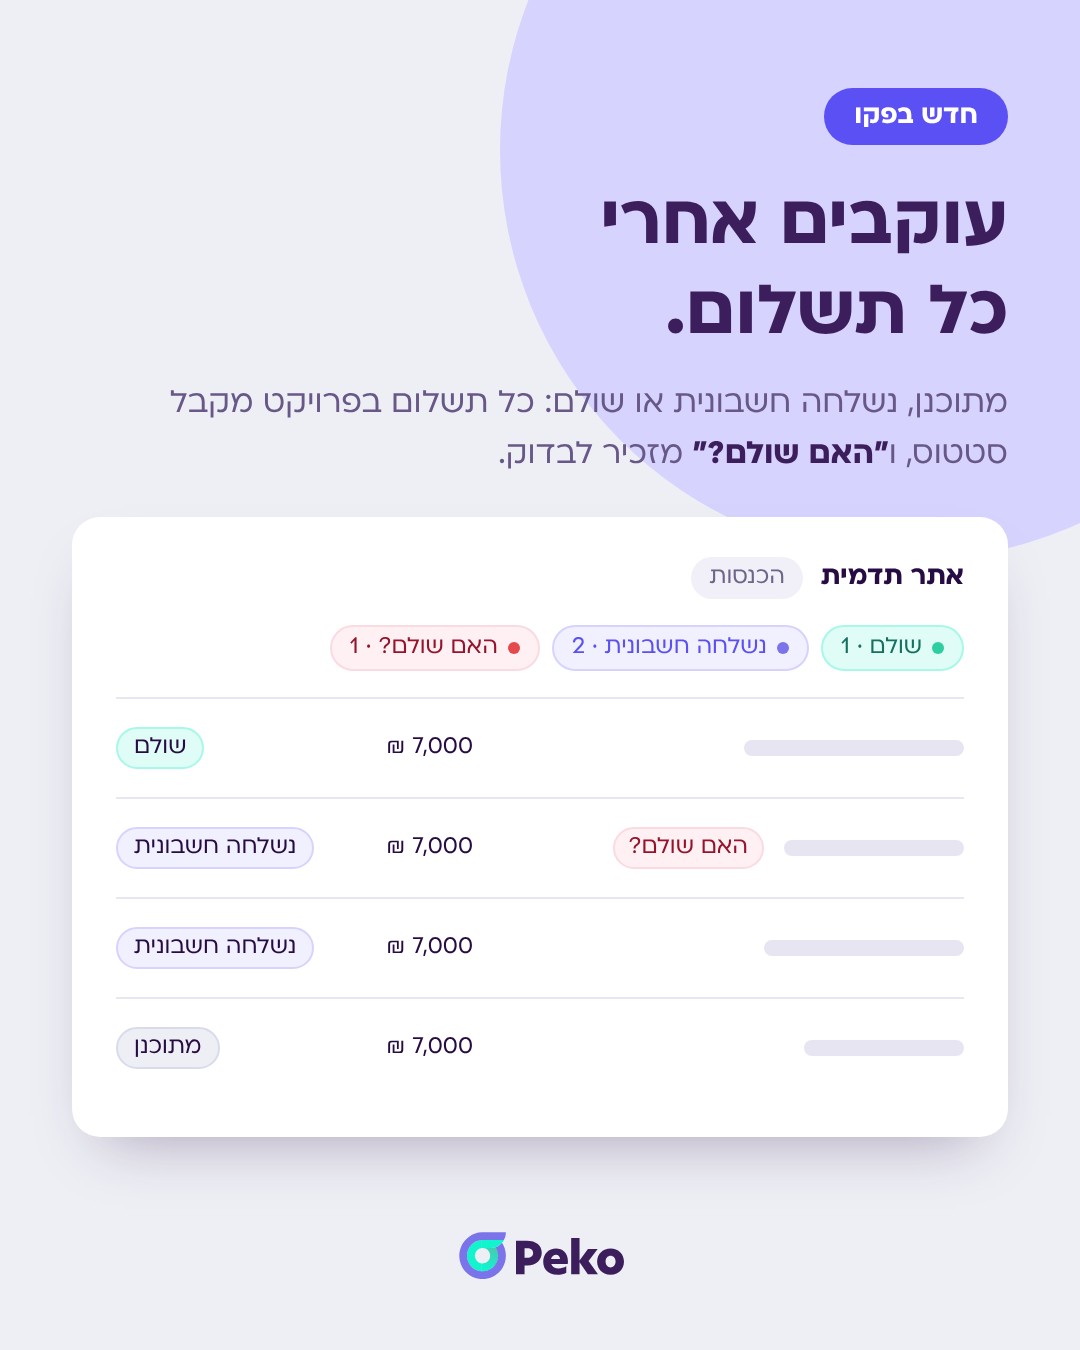 חדש בפקו
עוקבים אחרי
כל תשלום.
מתוכנן, נשלחה חשבונית או שולם: כל תשלום בפרויקט מקבל
סטטוס, ו"האם שולם?" מזכיר לבדוק.
אתר תדמית הכנסות
שולם · 1 נשלחה חשבונית · 2 האם שולם? · 1
7,000 ₪ שולם
האם שולם? 7,000 ₪ נשלחה חשבונית
7,000 ₪ נשלחה חשבונית
7,000 ₪ מתוכנן
Peko